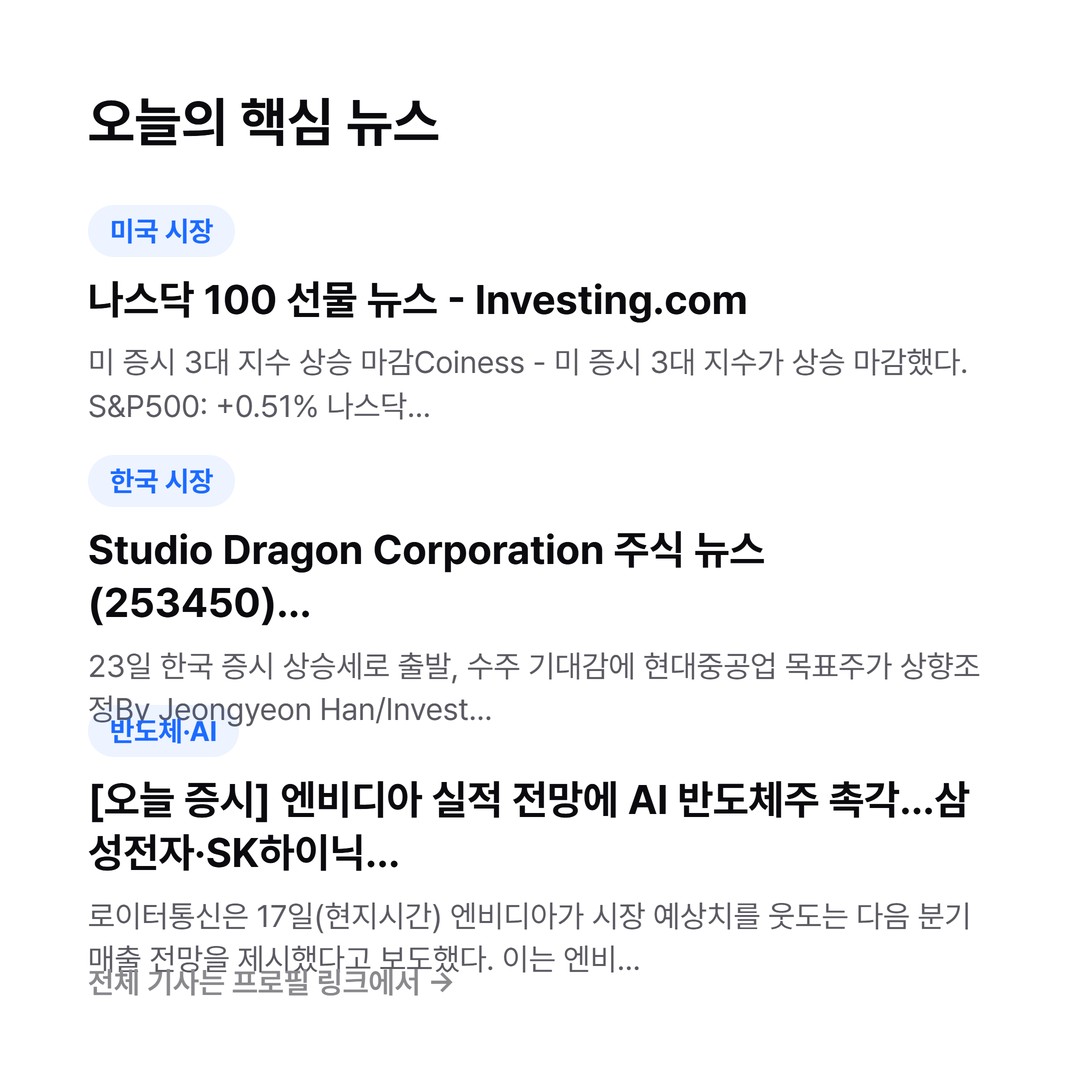 오늘의 핵심 뉴스
미국 시장
나스닥 100 선물 뉴스 - Investing.com
미 증시 3대 지수 상승 마감Coiness - 미 증시 3대 지수가 상승 마감했다.
S&P500: +0.51% 나스닥...
한국 시장
Studio Dragon Corporation 주식 뉴스
(253450)...
23일 한국 증시 상승세로 출발, 수주 기대감에 현대중공업 목표주가 상향조
정By Jeongyeon Han/Invest...
반도체·AI
[오늘 증시] 엔비디아 실적 전망에 AI 반도체주 촉각...삼
성전자·SK하이닉...
로이터통신은 17일(현지시간) 엔비디아가 시장 예상치를 웃도는 다음 분기
매출 전망을 제시했다고 보도했다. 이는 엔비...
전체 기사는 프로필 링크에서 →